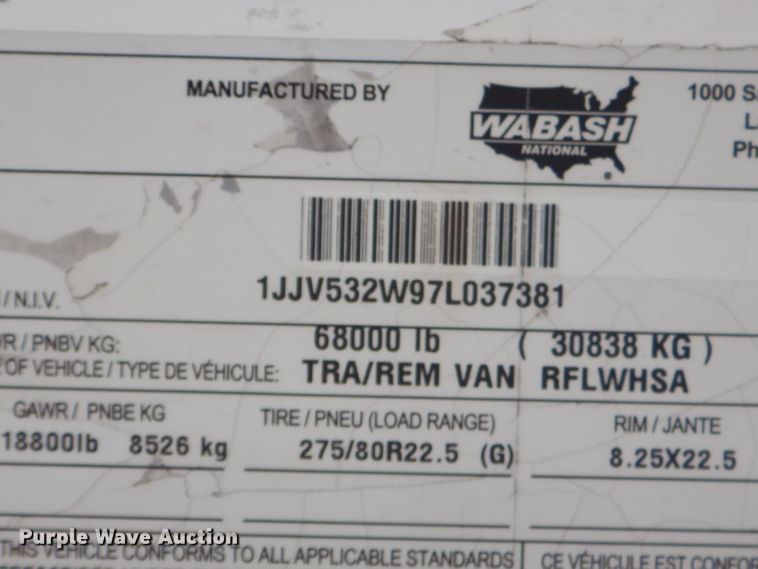 MANUFACTURED BY
WABASH
NATIONAL
1000
1JJV532W97L037381
/ N.I.V.
/ PNBV KG: 68000 lb ( 30838 KG )
OF VEHICLE / TYPE DE VÉHICULE: TRA/REM VAN RFLWHSA
GAWR / PNBE KG TIRE / PNEU (LOAD RANGE) RIM / JANTE
18800lb 8526 kg 275/80R22.5 (G) 8.25X22.5
Purple Wave Auction
THIS VEHICLE CONFORMS TO ALL APPLICABLE STANDARDS CE VÉHICULE EST